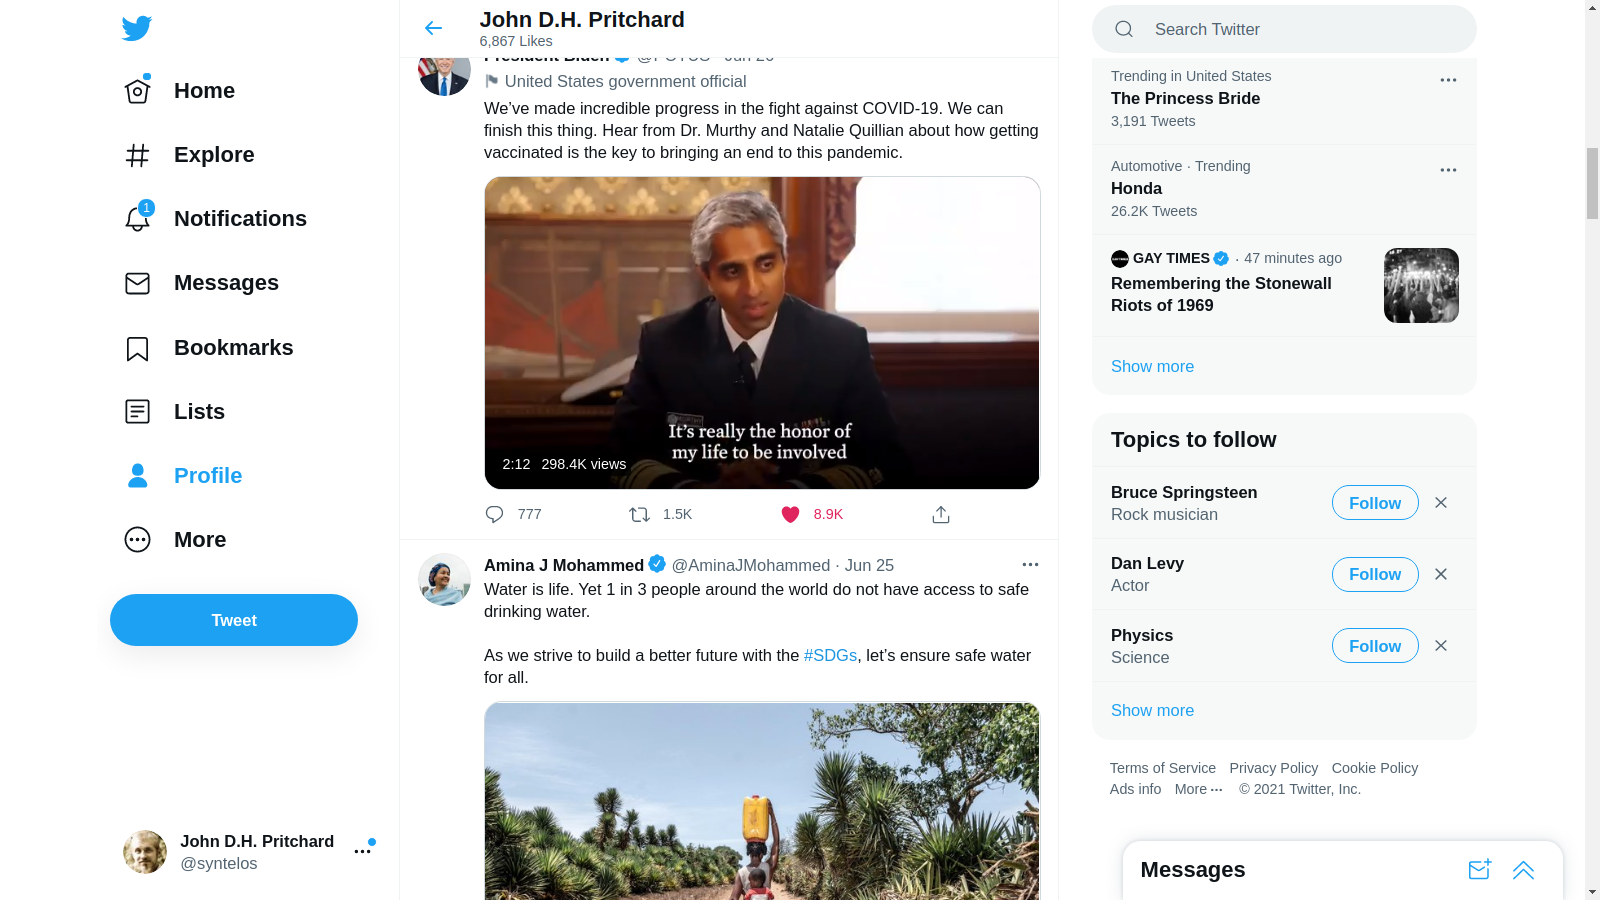 John D.H. Pritchard
6,867 Likes
Home
Explore
1
Notifications
Messages
Bookmarks
Lists
Profile
More
Tweet
John D.H. Pritchard
@syntelos
President Biden @POTUS · Jun 26
United States government official
We’ve made incredible progress in the fight against COVID-19. We can
finish this thing. Hear from Dr. Murthy and Natalie Quillian about how getting
vaccinated is the key to bringing an end to this pandemic.
It’s really the honor of
my life to be involved
2:12 298.4K views
777 1.5K 8.9K
Amina J Mohammed @AminaJMohammed · Jun 25
Water is life. Yet 1 in 3 people around the world do not have access to safe
drinking water.
As we strive to build a better future with the #SDGs, let’s ensure safe water
for all.
Search Twitter
Trending in United States
The Princess Bride
3,191 Tweets
Automotive · Trending
Honda
26.2K Tweets
GAY TIMES · 47 minutes ago
Remembering the Stonewall
Riots of 1969
Show more
Topics to follow
Bruce Springsteen
Rock musician
Follow
Dan Levy
Actor
Follow
Physics
Science
Follow
Show more
Terms of Service Privacy Policy Cookie Policy
Ads info More ··· © 2021 Twitter, Inc.
Messages